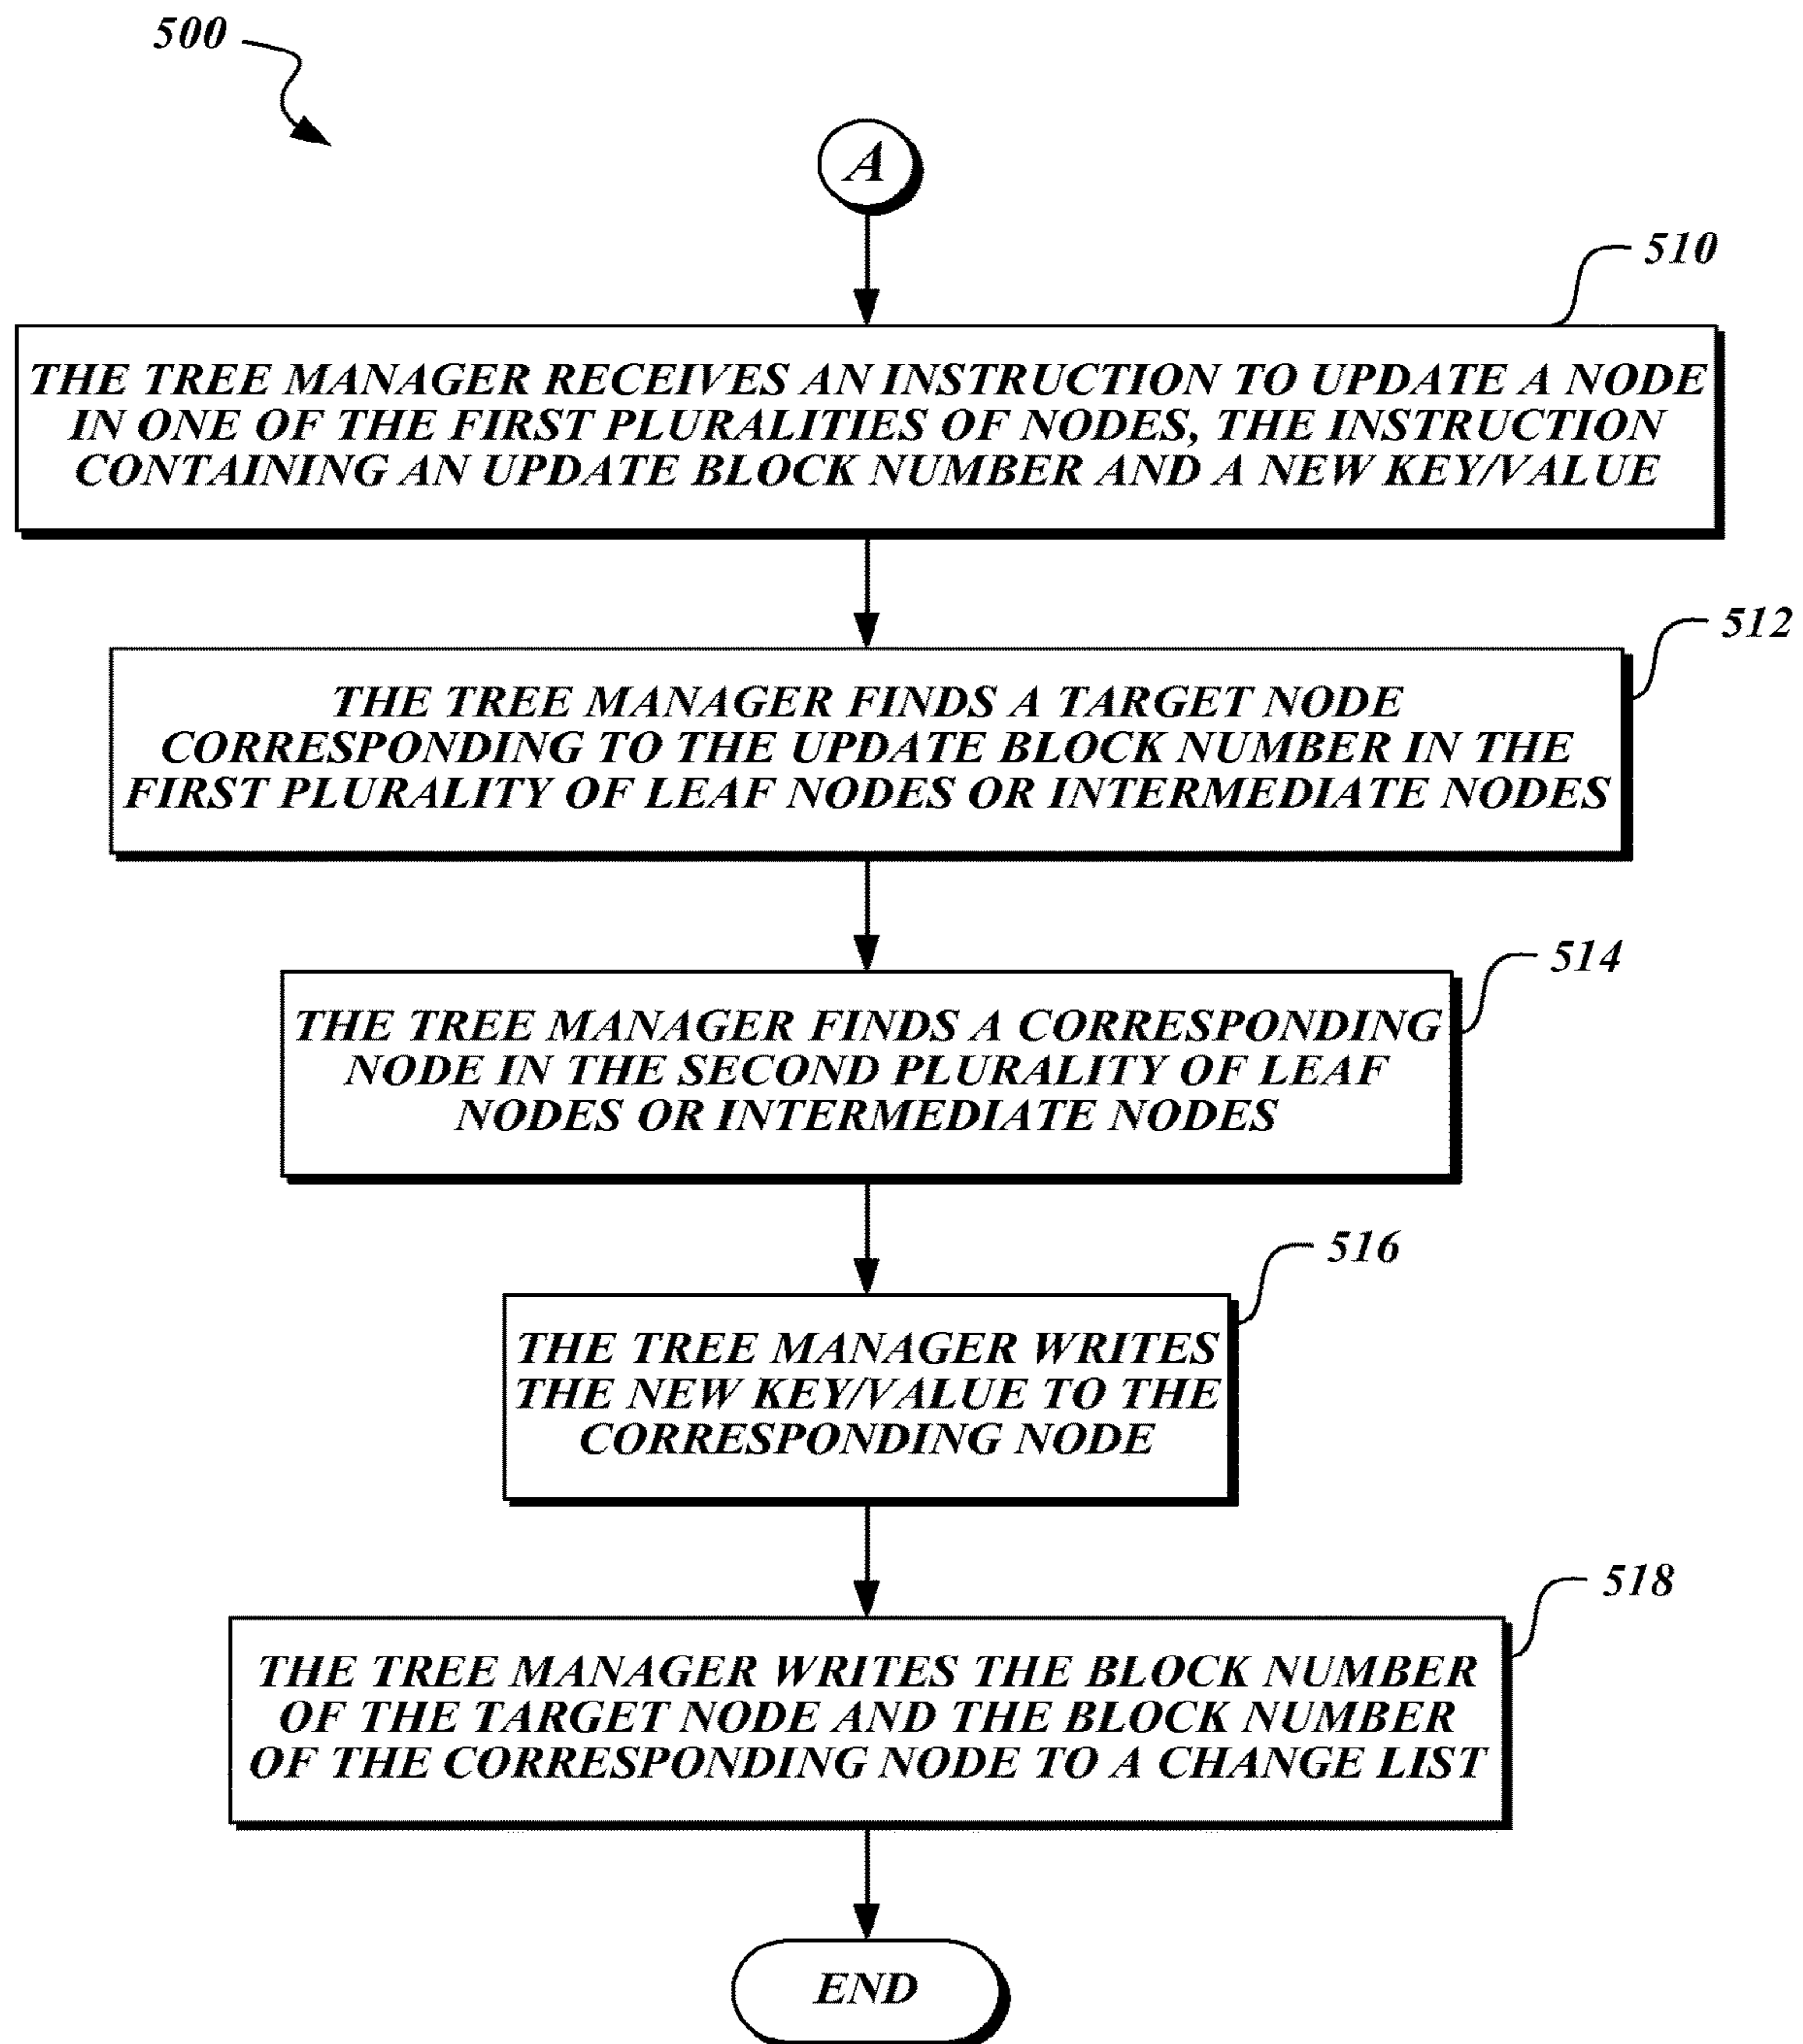 500
A
510
THE TREE MANAGER RECEIVES AN INSTRUCTION TO UPDATE A NODE
IN ONE OF THE FIRST PLURALITIES OF NODES, THE INSTRUCTION
CONTAINING AN UPDATE BLOCK NUMBER AND A NEW KEY/VALUE
512
THE TREE MANAGER FINDS A TARGET NODE
CORRESPONDING TO THE UPDATE BLOCK NUMBER IN THE
FIRST PLURALITY OF LEAF NODES OR INTERMEDIATE NODES
514
THE TREE MANAGER FINDS A CORRESPONDING
NODE IN THE SECOND PLURALITY OF LEAF
NODES OR INTERMEDIATE NODES
516
THE TREE MANAGER WRITES
THE NEW KEY/VALUE TO THE
CORRESPONDING NODE
518
THE TREE MANAGER WRITES THE BLOCK NUMBER
OF THE TARGET NODE AND THE BLOCK NUMBER
OF THE CORRESPONDING NODE TO A CHANGE LIST
END